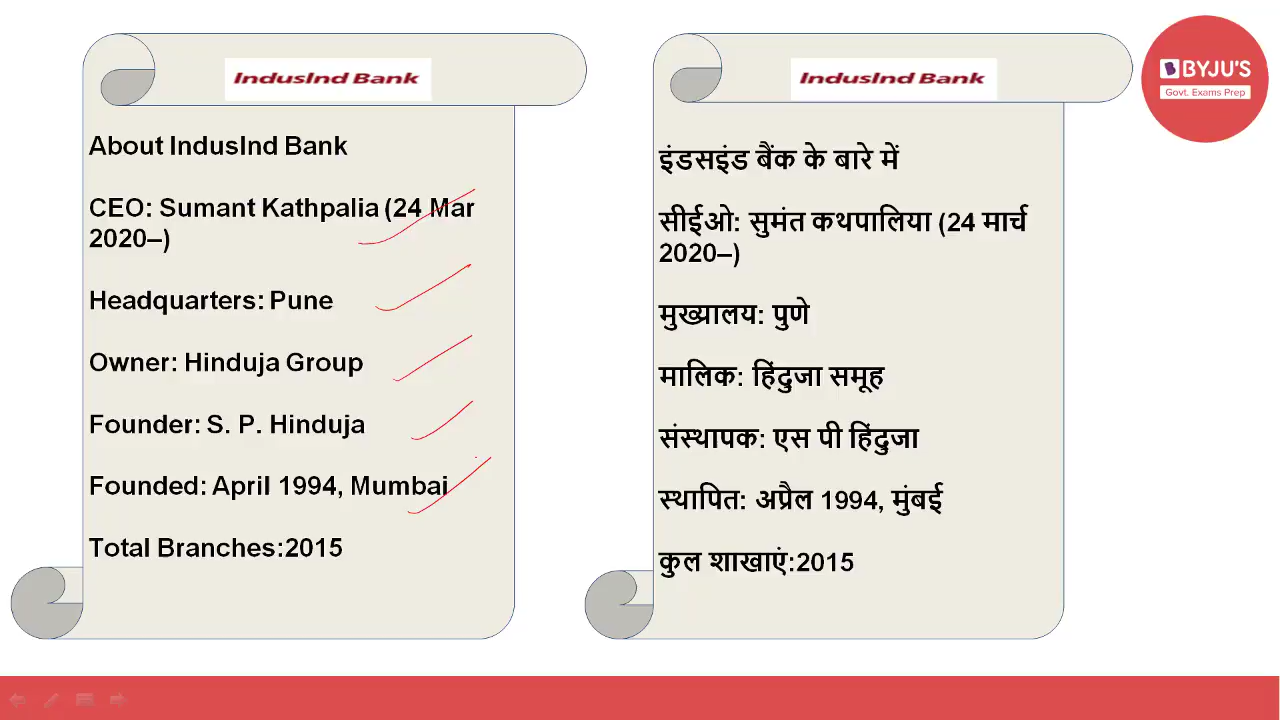 IndusInd Bank
About IndusInd Bank
CEO: Sumant Kathpalia (24 Mar
2020–)
Headquarters: Pune
Owner: Hinduja Group
Founder: S. P. Hinduja
Founded: April 1994, Mumbai
Total Branches:2015
IndusInd Bank
इंडसइंड बैंक के बारे में
सीईओ: सुमंत कथपालिया (24 मार्च
2020–)
मुख्यालय: पुणे
मालिक: हिंदुजा समूह
संस्थापक: एस पी हिंदुजा
स्थापित: अप्रैल 1994, मुंबई
कुल शाखाएं:2015
BYJU'S
Govt. Exams Prep